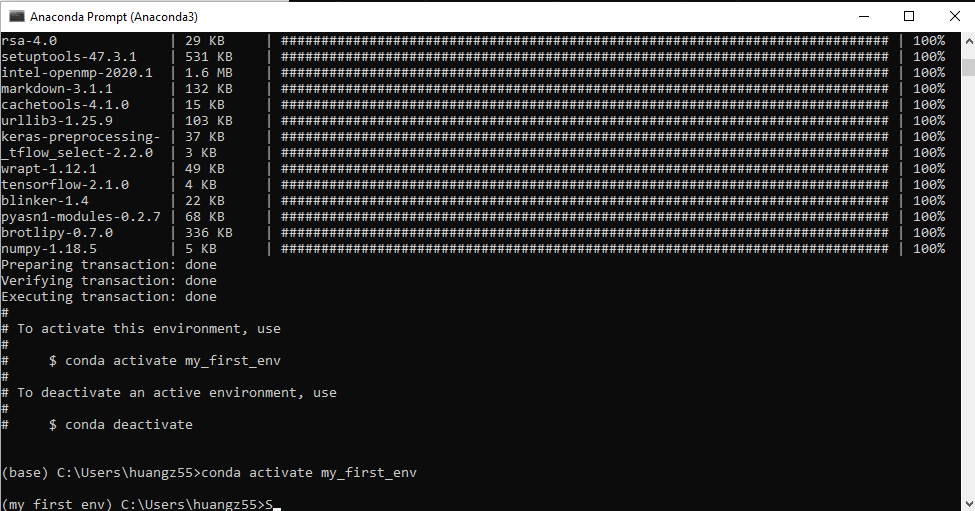 Anaconda Prompt (Anaconda3)
rsa-4.0 | 29 KB | ############################################################################ | 100%
setuptools-47.3.1 | 531 KB | ############################################################################ | 100%
intel-openmp-2020.1 | 1.6 MB | ############################################################################ | 100%
markdown-3.1.1 | 132 KB | ############################################################################ | 100%
cachetools-4.1.0 | 15 KB | ############################################################################ | 100%
urllib3-1.25.9 | 103 KB | ############################################################################ | 100%
keras-preprocessing- | 37 KB | ############################################################################ | 100%
_tflow_select-2.2.0 | 3 KB | ############################################################################ | 100%
wrapt-1.12.1 | 49 KB | ############################################################################ | 100%
tensorflow-2.1.0 | 4 KB | ############################################################################ | 100%
blinker-1.4 | 22 KB | ############################################################################ | 100%
pyasn1-modules-0.2.7 | 68 KB | ############################################################################ | 100%
brotlipy-0.7.0 | 336 KB | ############################################################################ | 100%
numpy-1.18.5 | 5 KB | ############################################################################ | 100%
Preparing transaction: done
Verifying transaction: done
Executing transaction: done
#
# To activate this environment, use
#
#     $ conda activate my_first_env
#
# To deactivate an active environment, use
#
#     $ conda deactivate
(base) C:\Users\huangz55>conda activate my_first_env
(my_first_env) C:\Users\huangz55>S_